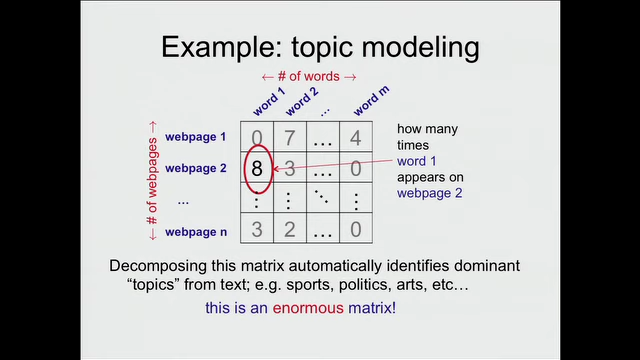 Example: topic modeling
← # of words →
word 1 word 2 ... word m
← # of webpages →
webpage 1 0 7 ... 4
webpage 2 8 3 ... 0
... ⋮ ⋮ ⋱ ⋮
webpage n 3 2 ... 0
how many
times
word 1
appears on
webpage 2
Decomposing this matrix automatically identifies dominant
“topics” from text; e.g. sports, politics, arts, etc…
this is an enormous matrix!